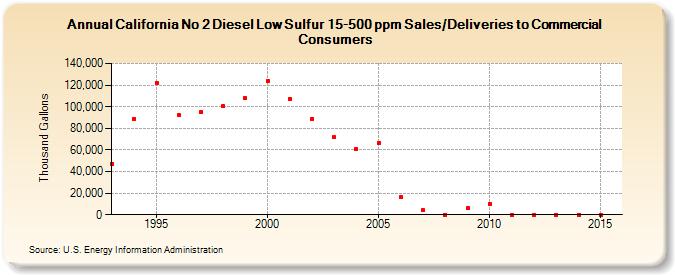 Annual California No 2 Diesel Low Sulfur 15-500 ppm Sales/Deliveries to Commercial
Consumers
Thousand Gallons
140,000
120,000
100,000
80,000
60,000
40,000
20,000
0
1995 2000 2005 2010 2015
Source: U.S. Energy Information Administration